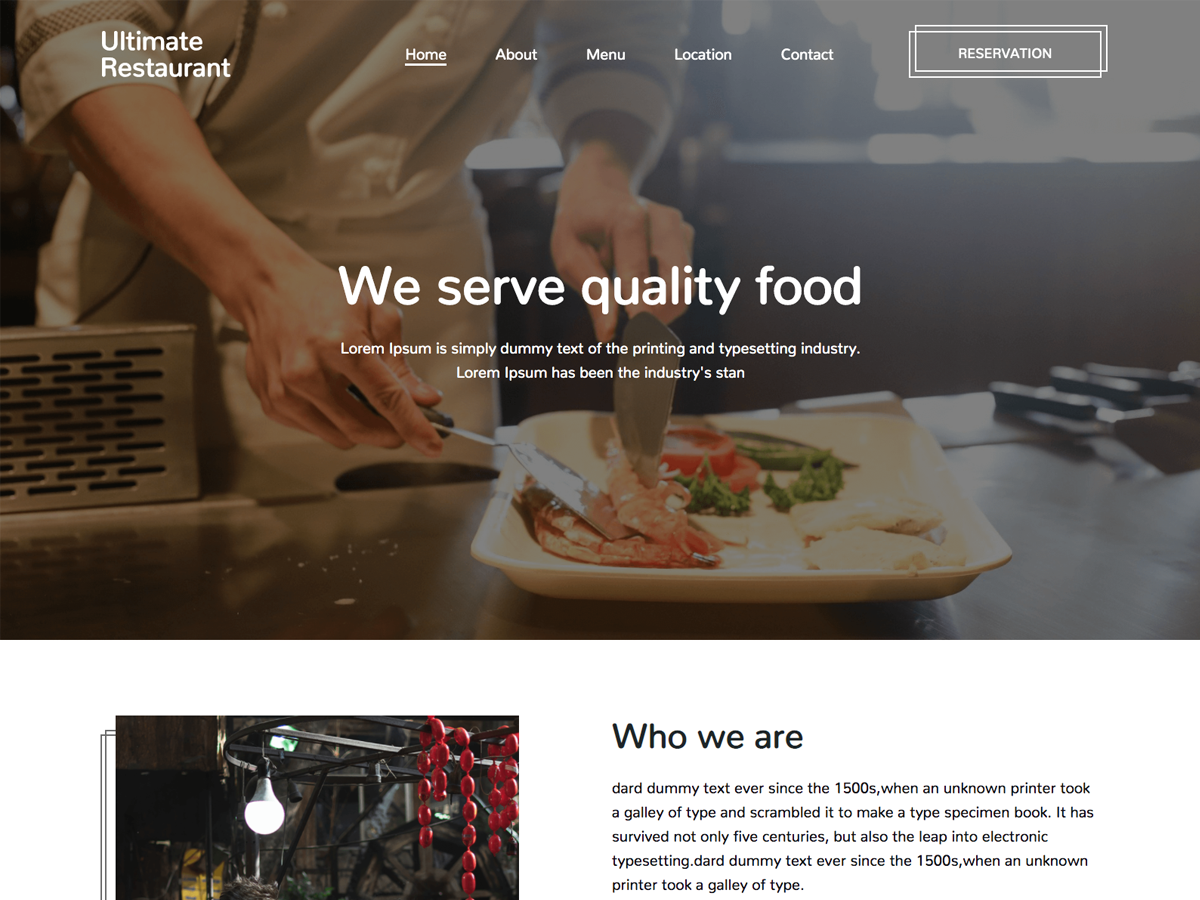 Ultimate
Restaurant
Home About Menu Location Contact
RESERVATION
We serve quality food
Lorem Ipsum is simply dummy text of the printing and typesetting industry.
Lorem Ipsum has been the industry's stan
Who we are
dard dummy text ever since the 1500s,when an unknown printer took
a galley of type and scrambled it to make a type specimen book. It has
survived not only five centuries, but also the leap into electronic
typesetting.dard dummy text ever since the 1500s,when an unknown
printer took a galley of type.